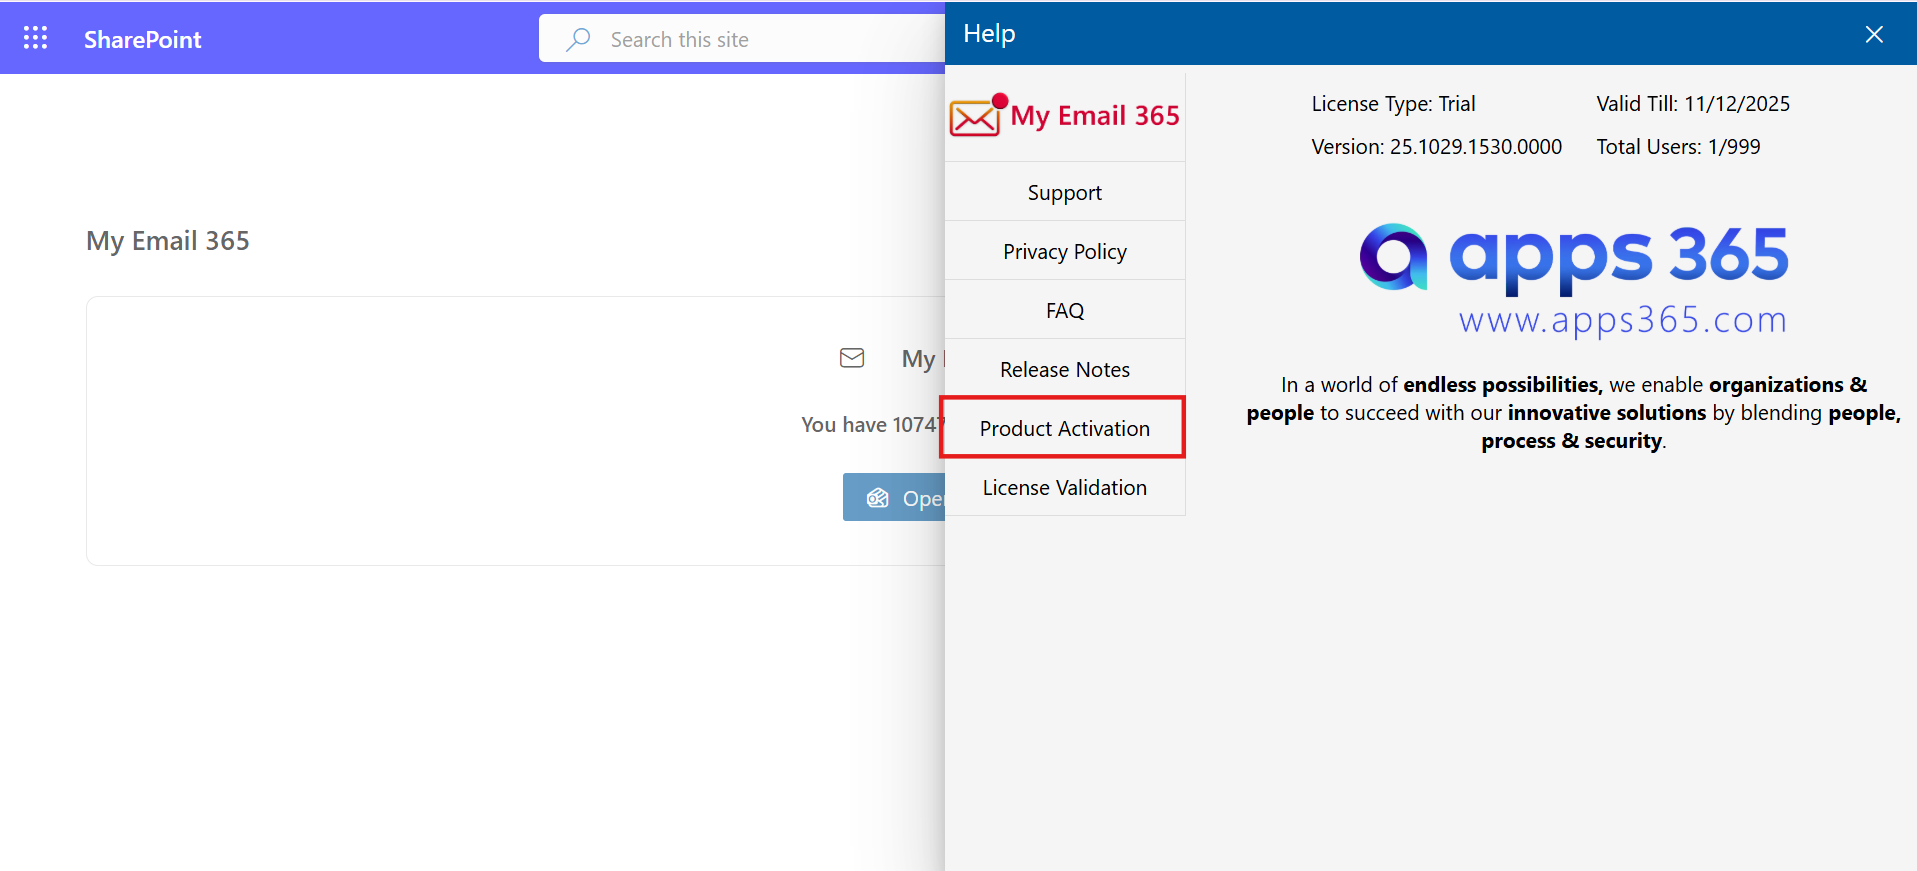 SharePoint
Search this site
My Email 365
My
You have 10747
Open
Help
My Email 365
Support
Privacy Policy
FAQ
Release Notes
Product Activation
License Validation
License Type: Trial
Valid Till: 11/12/2025
Version: 25.1029.1530.0000
Total Users: 1/999
apps 365
www.apps365.com
In a world of endless possibilities, we enable organizations &
people to succeed with our innovative solutions by blending people,
process & security.